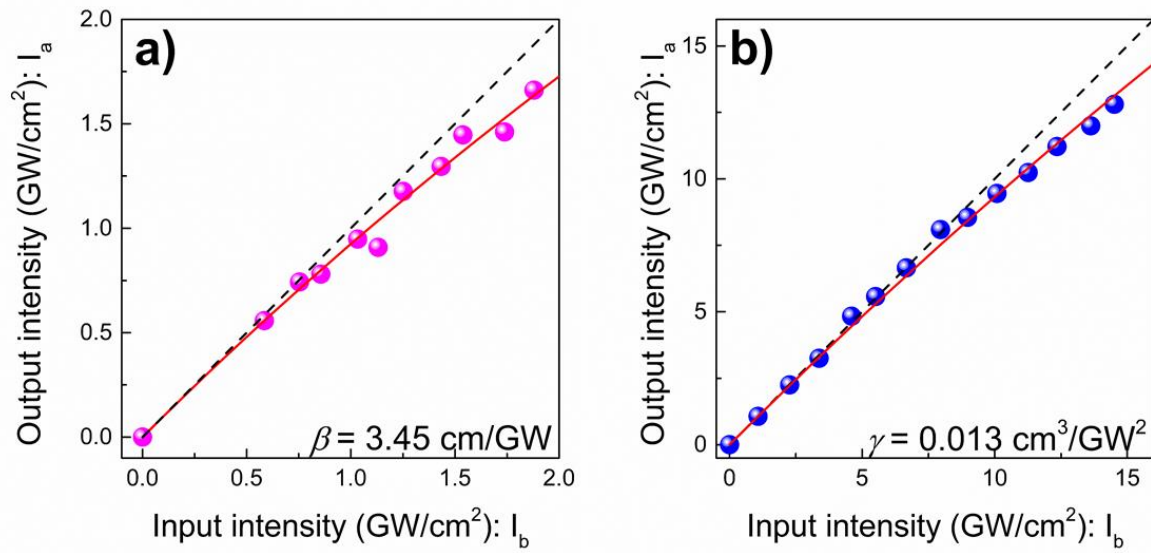 a)
Output intensity (GW/cm²): Iₐ
2.0
1.5
1.0
0.5
0.0
β = 3.45 cm/GW
0.0 0.5 1.0 1.5 2.0
Input intensity (GW/cm²): I_b
b)
Output intensity (GW/cm²): Iₐ
15
10
5
0
γ = 0.013 cm³/GW²
0 5 10 15
Input intensity (GW/cm²): I_b